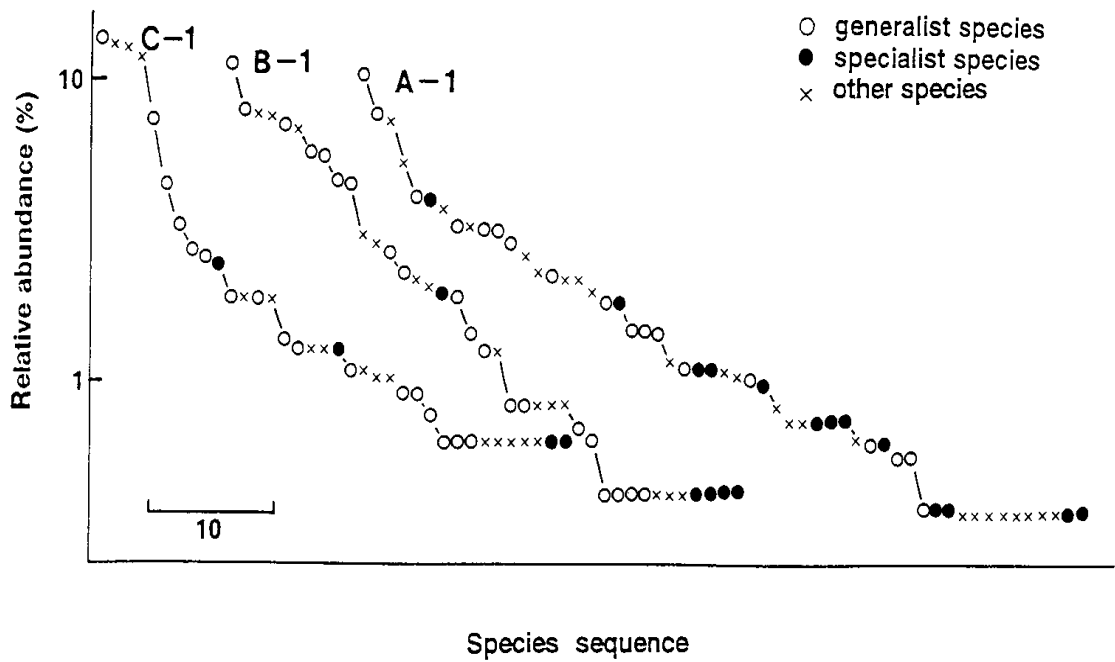 Relative abundance (%)
10
1
C-1
B-1
A-1
generalist species
specialist species
other species
10
Species sequence